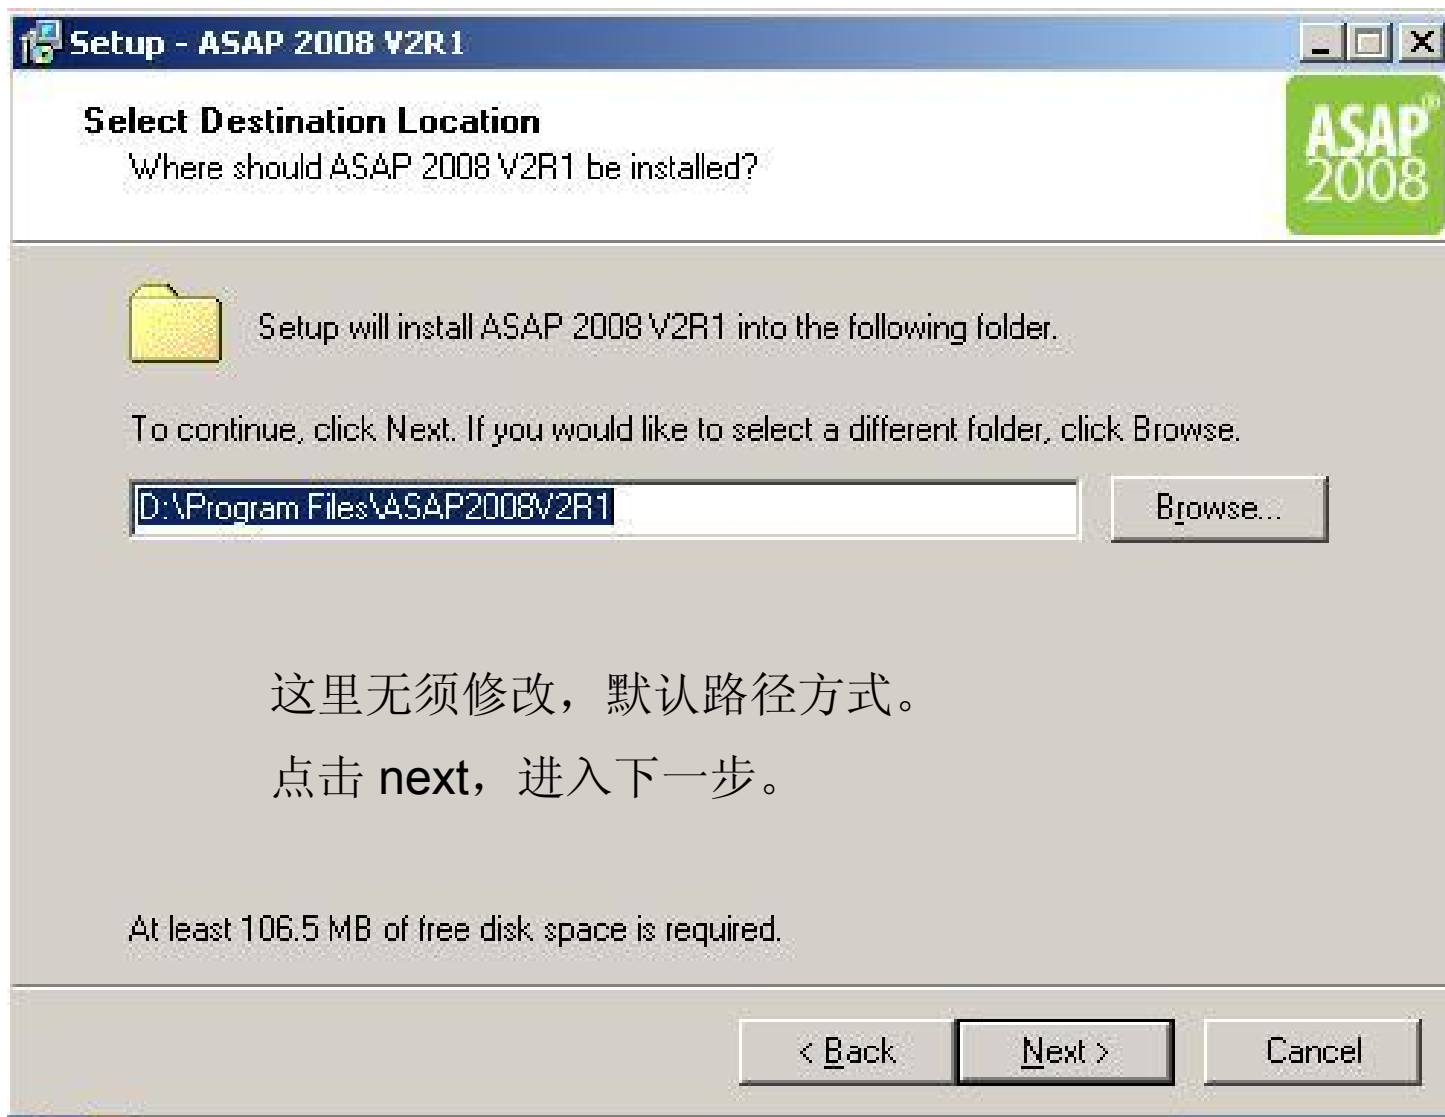 Setup - ASAP 2008 V2R1
Select Destination Location
Where should ASAP 2008 V2R1 be installed?
ASAP®
2008
Setup will install ASAP 2008 V2R1 into the following folder.
To continue, click Next. If you would like to select a different folder, click Browse.
D:\Program Files\ASAP2008V2R1
Browse...
这里无须修改，默认路径方式。
点击 next，进入下一步。
At least 106.5 MB of free disk space is required.
< Back
Next >
Cancel